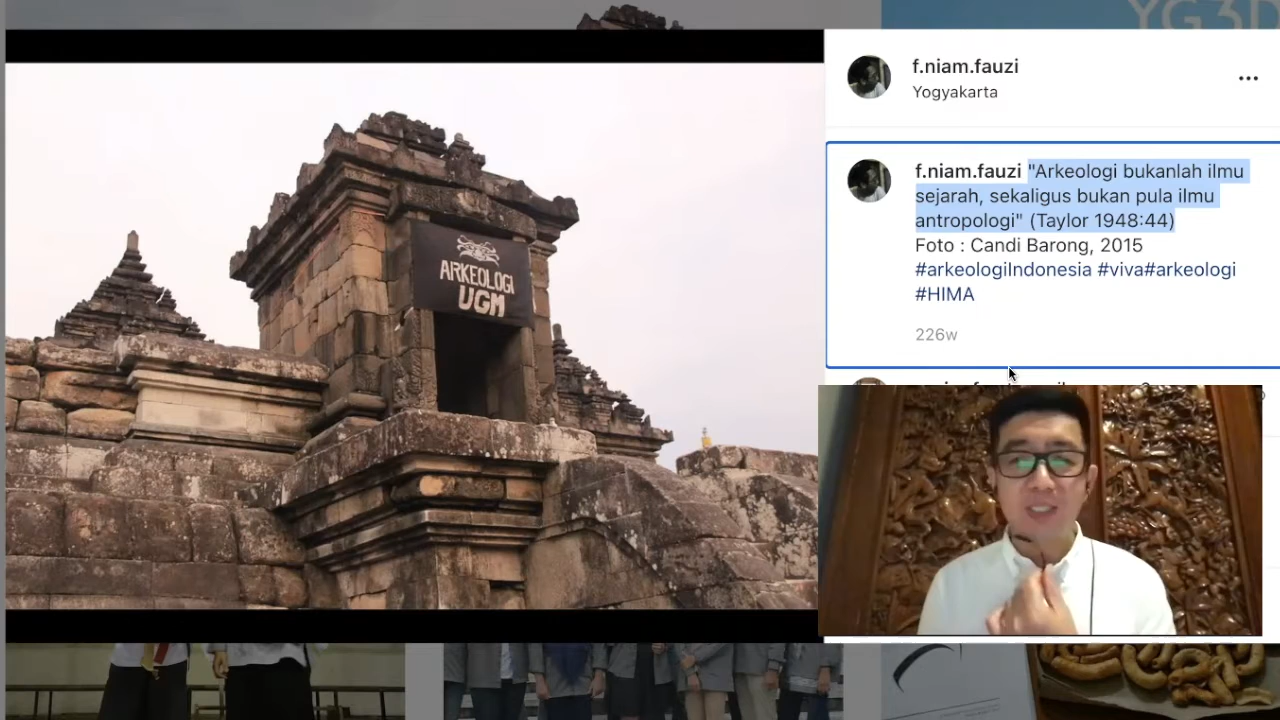 YG3D
f.niam.fauzi
Yogyakarta
f.niam.fauzi "Arkeologi bukanlah ilmu
sejarah, sekaligus bukan pula ilmu
antropologi" (Taylor 1948:44)
Foto : Candi Barong, 2015
#arkeologiIndonesia #viva#arkeologi
#HIMA
226w
ARKEOLOGI
UGM